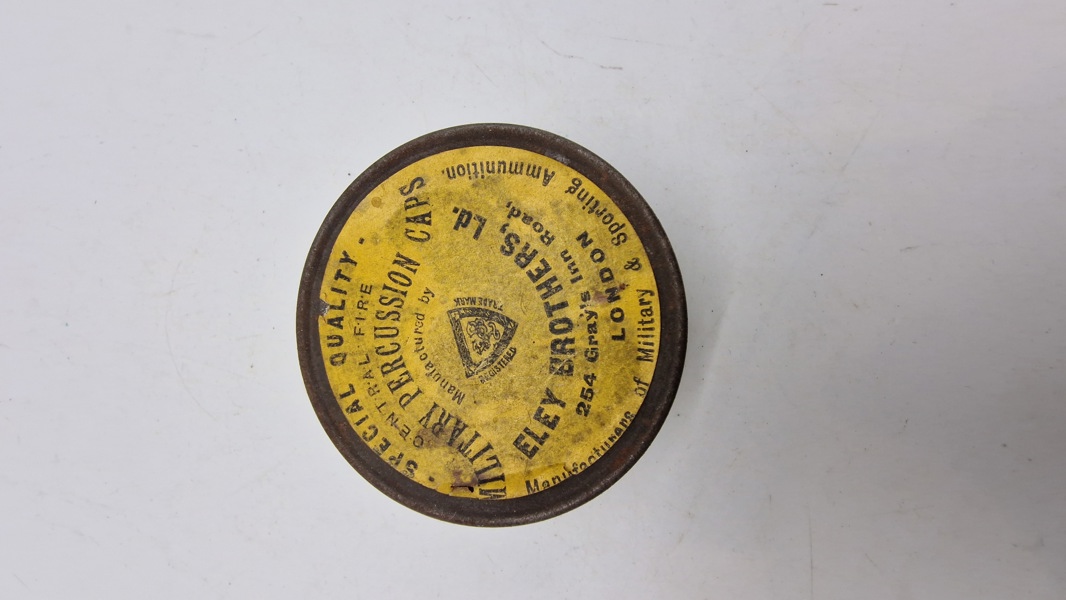 - SPECIAL QUALITY -
CENTRAL FIRE
MILITARY PERCUSSION CAPS
Manufactured by
TRADE MARK
REGISTERED
ELEY BROTHERS, Ld.
254 Gray's Inn Road,
LONDON
Manufacturers of Military & Sporting Ammunition.